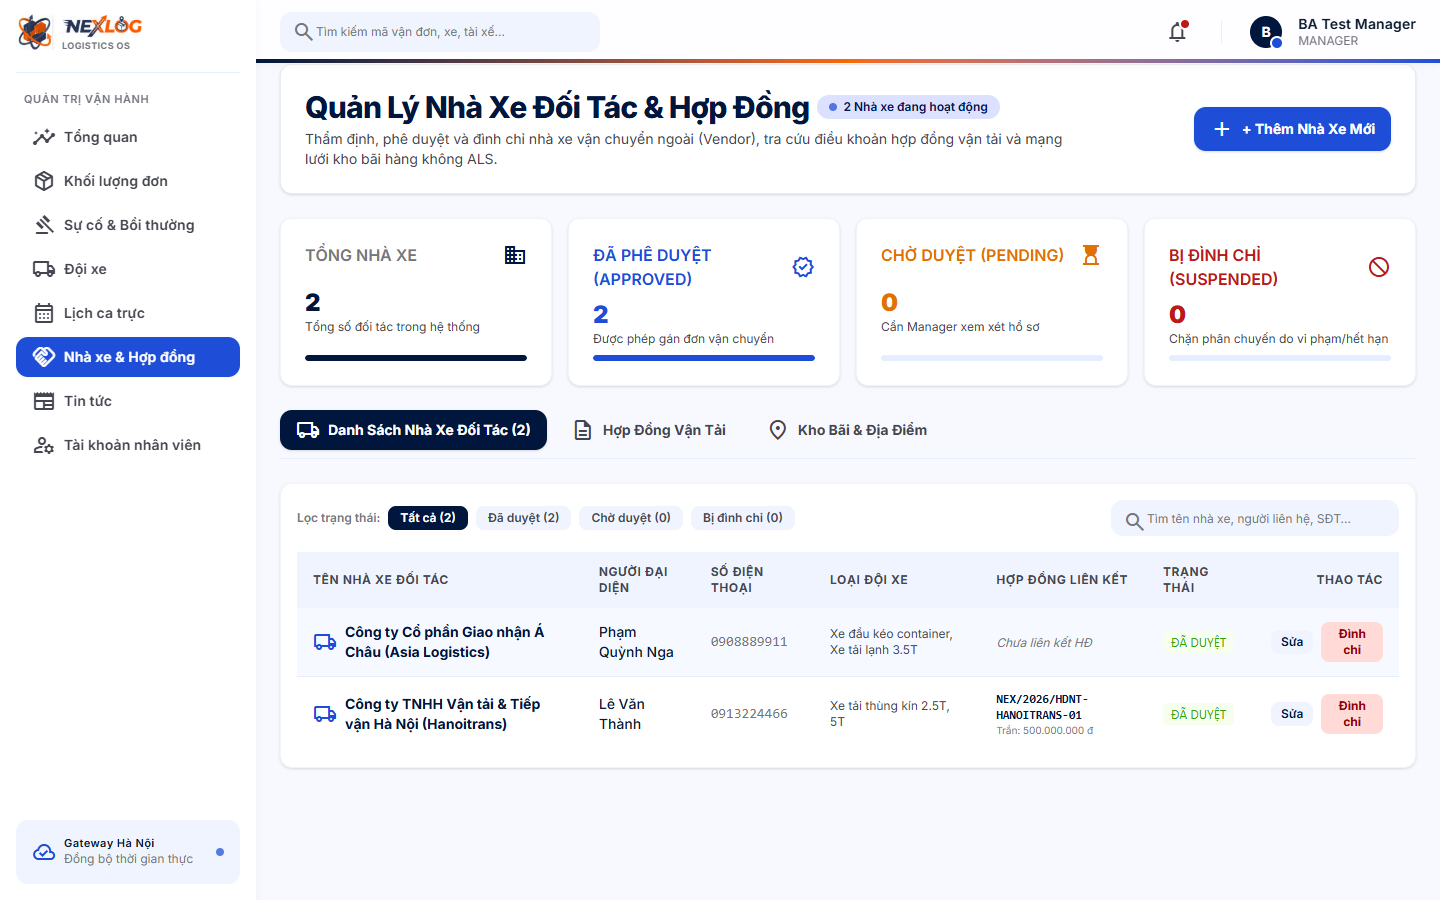 NEXLOG
LOGISTICS OS
QUẢN TRỊ VẬN HÀNH
Tổng quan
Khối lượng đơn
Sự cố & Bồi thường
Đội xe
Lịch ca trực
Nhà xe & Hợp đồng
Tin tức
Tài khoản nhân viên
Gateway Hà Nội
Đồng bộ thời gian thực
Tìm kiếm mã vận đơn, xe, tài xế...
B
BA Test Manager
MANAGER
Quản Lý Nhà Xe Đối Tác & Hợp Đồng
2 Nhà xe đang hoạt động
Thẩm định, phê duyệt và đình chỉ nhà xe vận chuyển ngoài (Vendor), tra cứu điều khoản hợp đồng vận tải và mạng
lưới kho bãi hàng không ALS.
+ Thêm Nhà Xe Mới
TỔNG NHÀ XE
2
Tổng số đối tác trong hệ thống
ĐÃ PHÊ DUYỆT
(APPROVED)
2
Được phép gán đơn vận chuyển
CHỜ DUYỆT (PENDING)
0
Cần Manager xem xét hồ sơ
BỊ ĐÌNH CHỈ
(SUSPENDED)
0
Chặn phân chuyến do vi phạm/hết hạn
Danh Sách Nhà Xe Đối Tác (2)
Hợp Đồng Vận Tải
Kho Bãi & Địa Điểm
Lọc trạng thái:
Tất cả (2)
Đã duyệt (2)
Chờ duyệt (0)
Bị đình chỉ (0)
Tìm tên nhà xe, người liên hệ, SĐT...
TÊN NHÀ XE ĐỐI TÁC
NGƯỜI ĐẠI
DIỆN
SỐ ĐIỆN
THOẠI
LOẠI ĐỘI XE
HỢP ĐỒNG LIÊN KẾT
TRẠNG
THÁI
THAO TÁC
Công ty Cổ phần Giao nhận Á
Châu (Asia Logistics)
Phạm
Quỳnh Nga
0908889911
Xe đầu kéo container,
Xe tải lạnh 3.5T
Chưa liên kết HĐ
ĐÃ DUYỆT
Sửa
Đình
chỉ
Công ty TNHH Vận tải & Tiếp
vận Hà Nội (Hanoitrans)
Lê Văn
Thành
0913224466
Xe tải thùng kín 2.5T,
5T
NEX/2026/HDNT-
HANOITRANS-01
Trần: 500.000.000 đ
ĐÃ DUYỆT
Sửa
Đình
chỉ